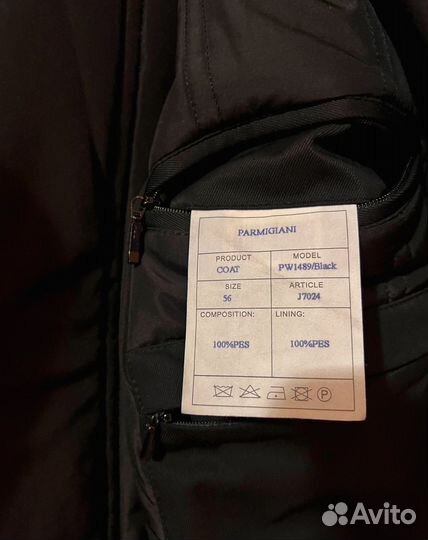 PARMIGIANI
PRODUCT MODEL
COAT PW1489/Black
SIZE ARTICLE
56 J7024
COMPOSITION: LINING:
100%PES 100%PES
P
Avito